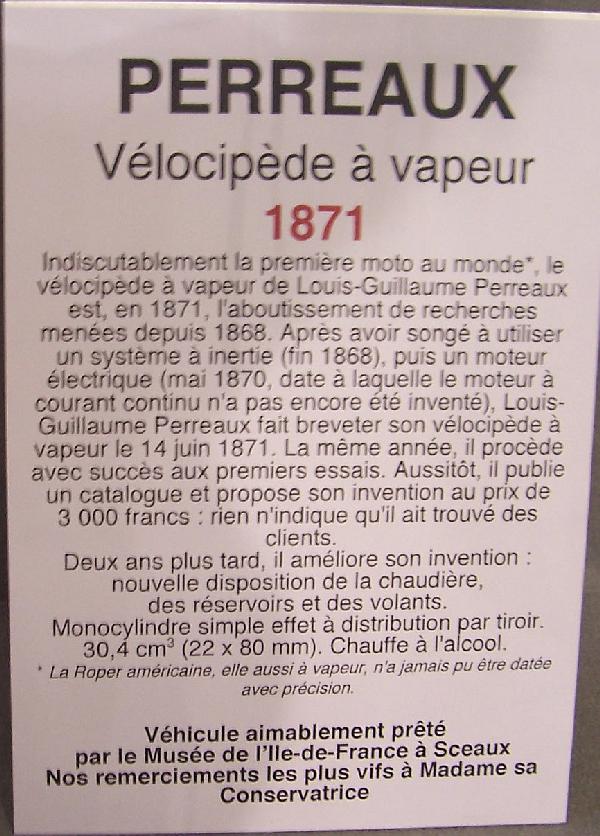 PERREAUX
Vélocipède à vapeur
1871
Indiscutablement la première moto au monde*, le
vélocipède à vapeur de Louis-Guillaume Perreaux
est, en 1871, l'aboutissement de recherches
menées depuis 1868. Après avoir songé à utiliser
un système à inertie (fin 1868), puis un moteur
électrique (mai 1870, date à laquelle le moteur à
courant continu n'a pas encore été inventé), Louis-
Guillaume Perreaux fait breveter son vélocipède à
vapeur le 14 juin 1871. La même année, il procède
avec succès aux premiers essais. Aussitôt, il publie
un catalogue et propose son invention au prix de
3 000 francs : rien n'indique qu'il ait trouvé des
clients.
Deux ans plus tard, il améliore son invention :
nouvelle disposition de la chaudière,
des réservoirs et des volants.
Monocylindre simple effet à distribution par tiroir.
30,4 cm³ (22 x 80 mm). Chauffe à l'alcool.
* La Roper américaine, elle aussi à vapeur, n'a jamais pu être datée
avec précision.
Véhicule aimablement prêté
par le Musée de l'Ile-de-France à Sceaux
Nos remerciements les plus vifs à Madame sa
Conservatrice